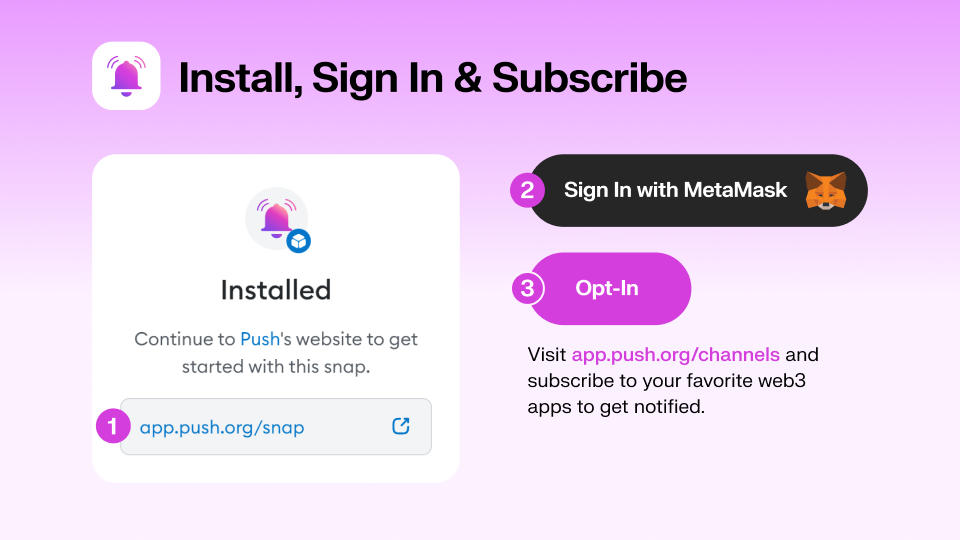 Install, Sign In & Subscribe
Installed
Continue to Push's website to get
started with this snap.
1
app.push.org/snap
2
Sign In with MetaMask
3
Opt-In
Visit app.push.org/channels and
subscribe to your favorite web3
apps to get notified.